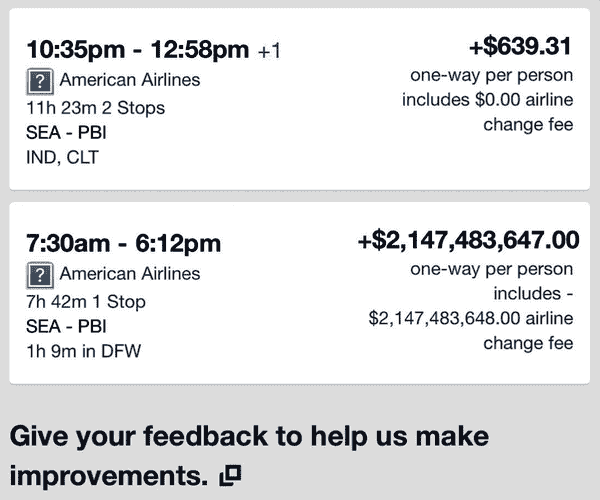 10:35pm - 12:58pm +1
+$639.31
? American Airlines
one-way per person
11h 23m 2 Stops
includes $0.00 airline
SEA - PBI
change fee
IND, CLT
7:30am - 6:12pm
+$2,147,483,647.00
? American Airlines
one-way per person
7h 42m 1 Stop
includes -
SEA - PBI
$2,147,483,648.00 airline
1h 9m in DFW
change fee
Give your feedback to help us make
improvements.